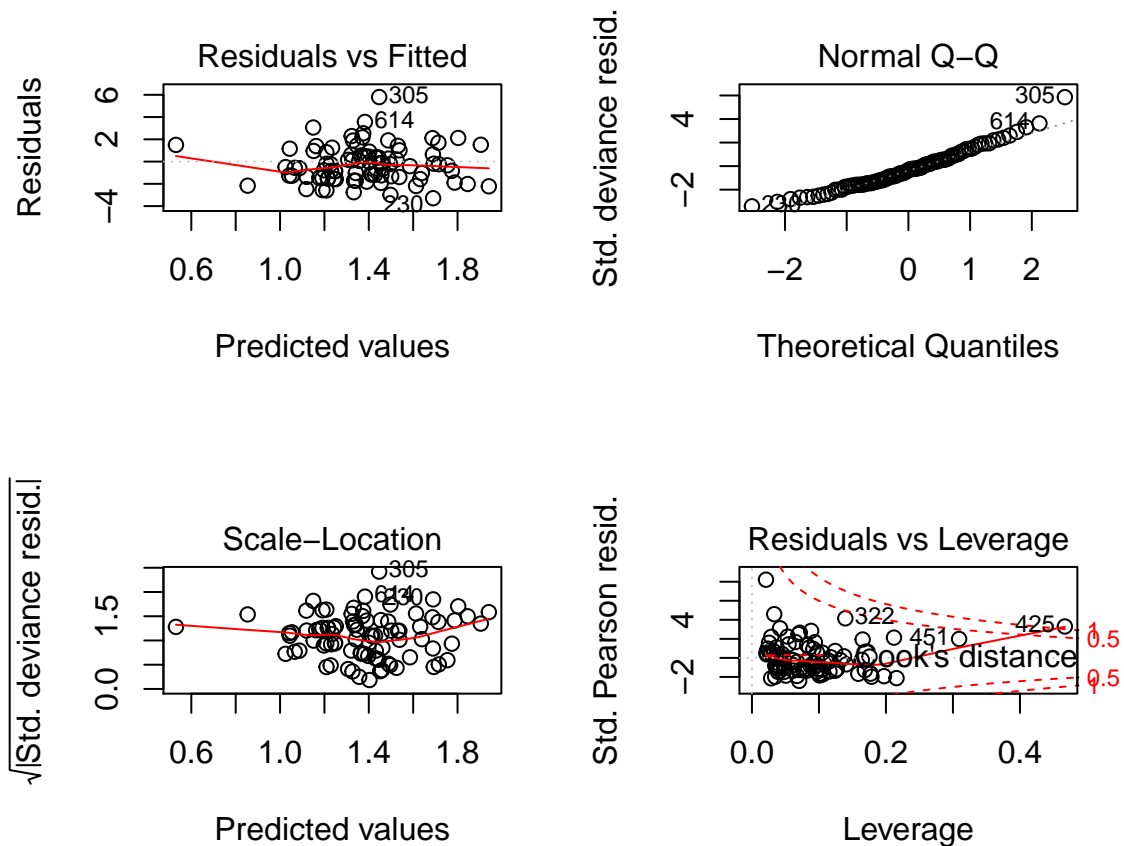 Residuals vs Fitted
Residuals
6
2
−4
305
614
230
0.6 1.0 1.4 1.8
Predicted values
Normal Q−Q
Std. deviance resid.
4
−2
305
614
−2 0 1 2
Theoretical Quantiles
Scale−Location
√|Std. deviance resid.|
1.5
0.0
305
614
230
0.6 1.0 1.4 1.8
Predicted values
Residuals vs Leverage
Std. Pearson resid.
4
−2
322
451
425
Cook's distance
1
0.5
0.5
1
0.0 0.2 0.4
Leverage